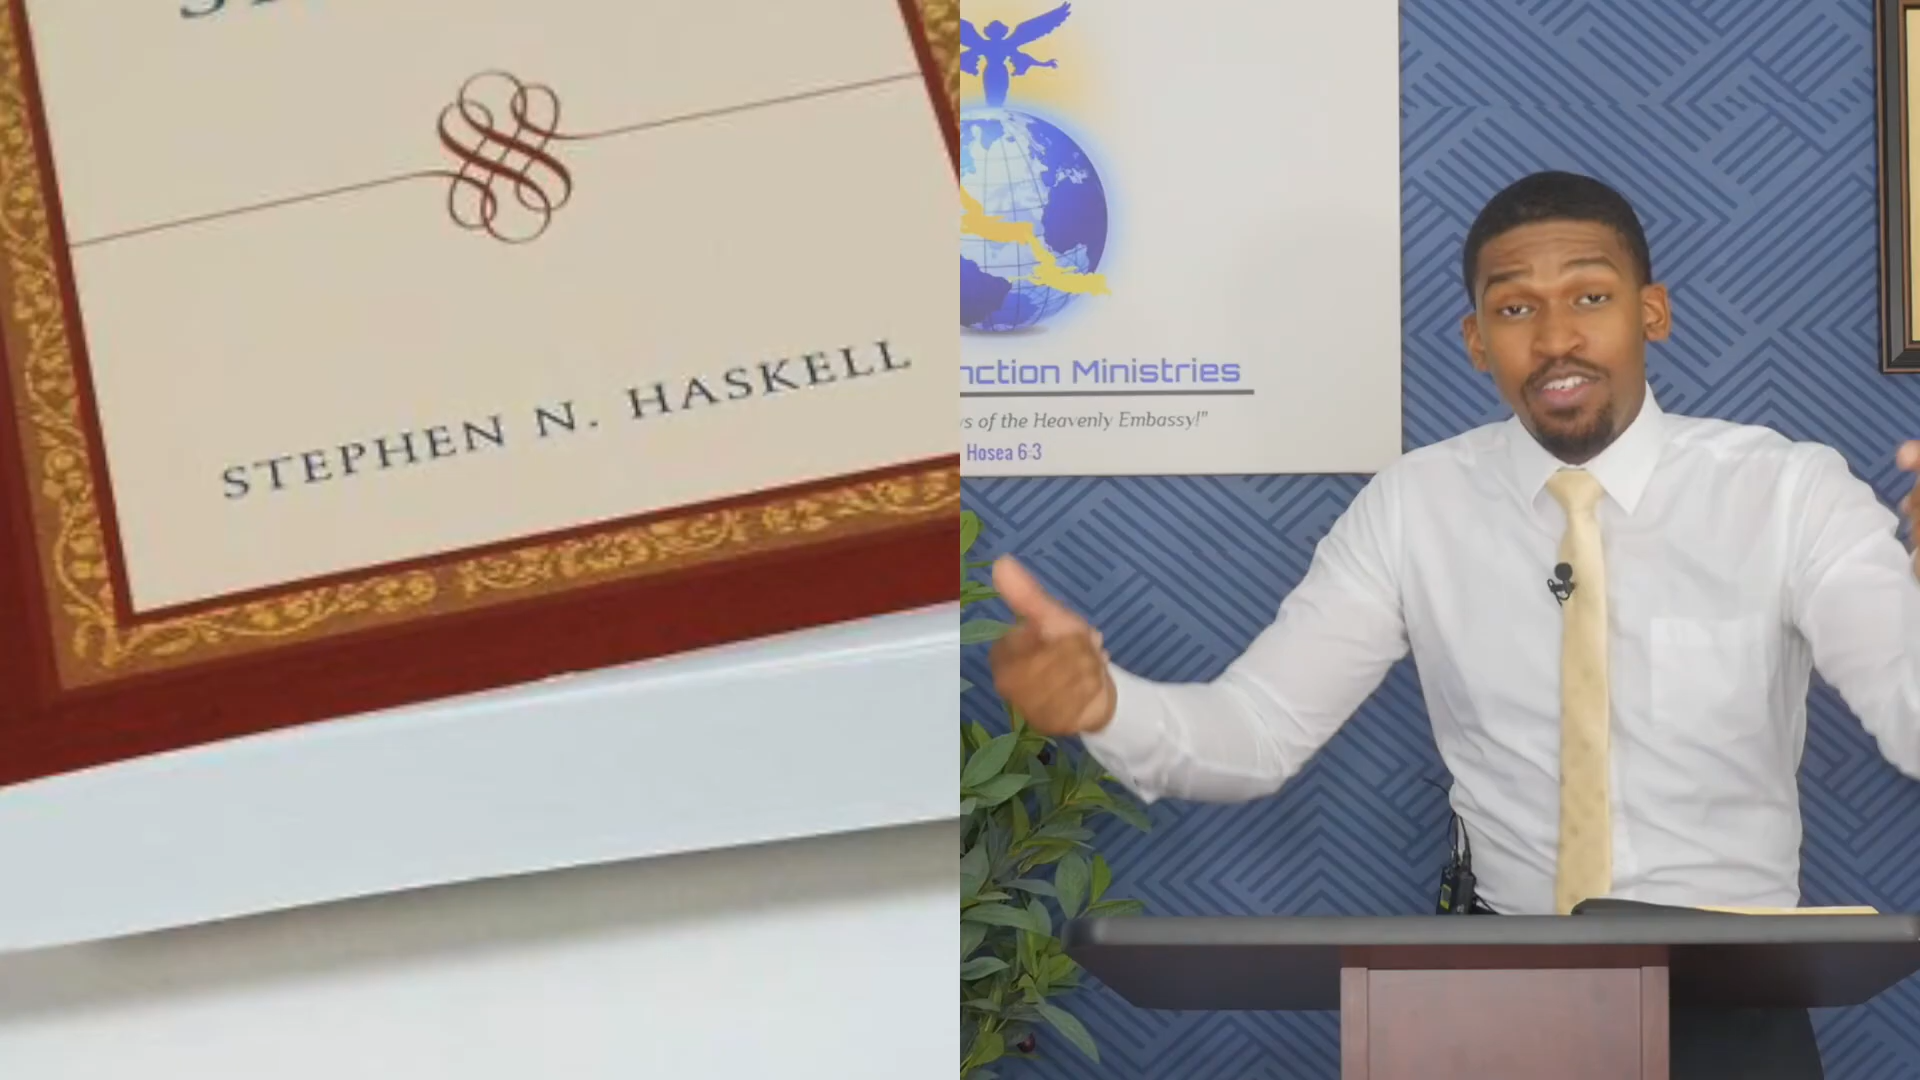 STEPHEN N. HASKELL
nction Ministries
of the Heavenly Embassy!"
Hosea 6:3